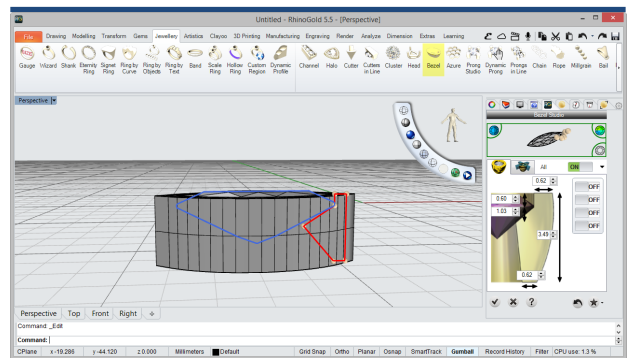 Untitled - RhinoGold 5.5 - [Perspective]
File Drawing Modelling Transform Gems Jewellery Artistics Clayoo 3D Printing Manufacturing Engraving Render Analyze Dimension Extras Learning
Gauge Wizard Shank Eternity Ring Signet Ring Ring by Curve Ring by Objects Ring by Text Band Scale Ring Hollow Ring Custom Region Dynamic Profile Channel Halo Cutter Cutters in Line Cluster Head Bezel Azure Prong Studio Dynamic Prong Prongs in Line Chain Rope Millgrain Bail
Perspective
Bezel Studio
All ON
0.62
OFF
0.60
OFF
1.03
OFF
3.49
OFF
0.62
Perspective Top Front Right
Command: _Edit
Command:
CPlane x -19.286 y -44.120 z 0.000 Millimeters Default Grid Snap Ortho Planar Osnap SmartTrack Gumball Record History Filter CPU use: 1.3 %